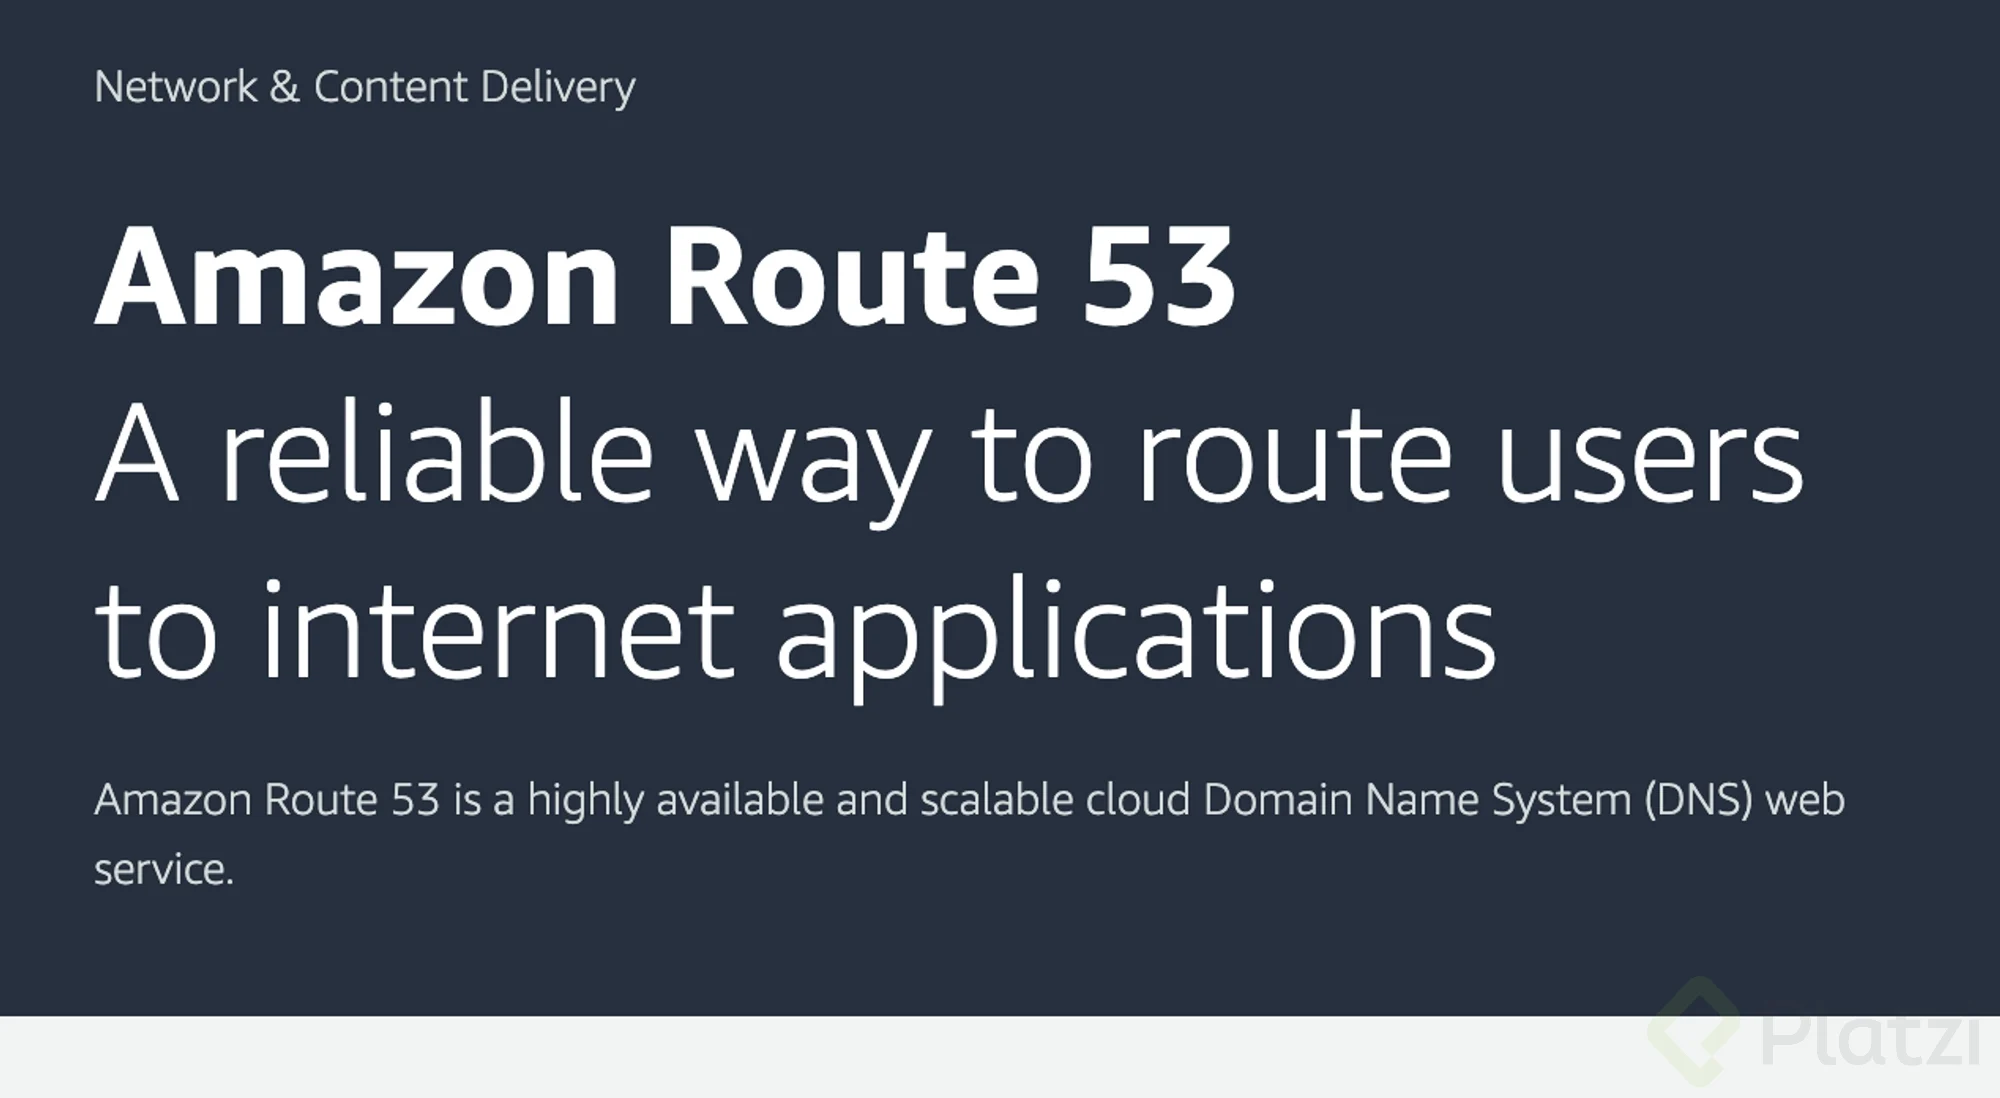 Network & Content Delivery
Amazon Route 53
A reliable way to route users
to internet applications
Amazon Route 53 is a highly available and scalable cloud Domain Name System (DNS) web
service.
Platzi